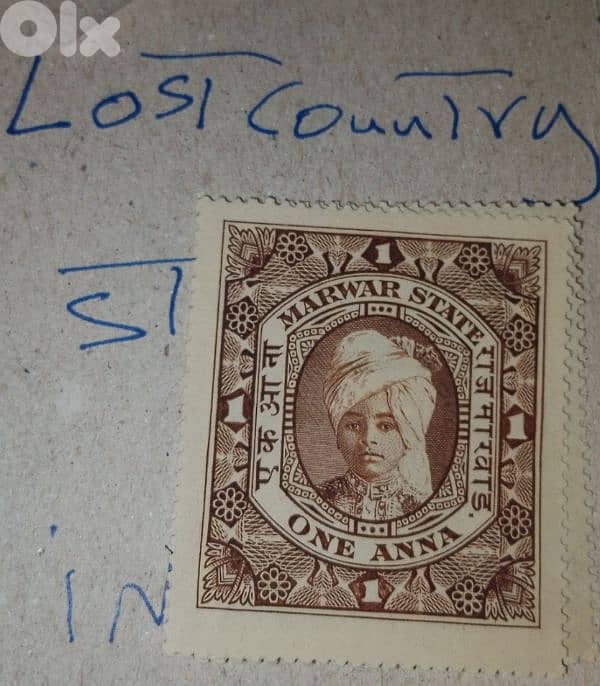 OLX
LOST COUNTRY
ST
1
MARWAR STATE
एक आना
राज मारवाड.
1
1
ONE ANNA
1
IN